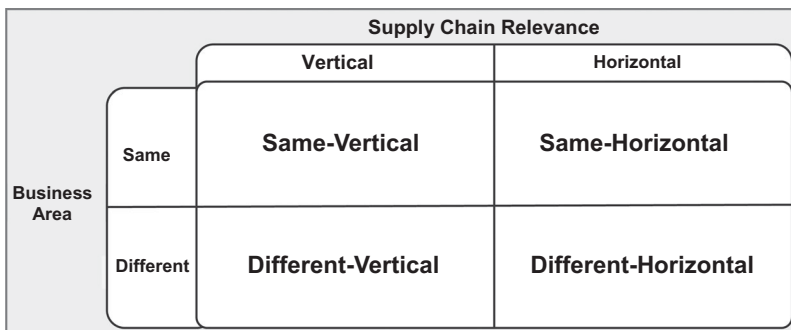 Supply Chain Relevance
Vertical
Horizontal
Same
Same-Vertical
Same-Horizontal
Business
Area
Different
Different-Vertical
Different-Horizontal